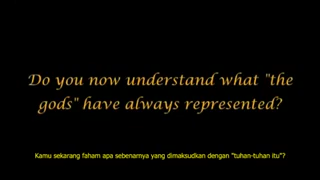 Do you now understand what "the
gods" have always represented?
Kamu sekarang faham apa sebenarnya yang dimaksudkan dengan "tuhan-tuhan itu"?